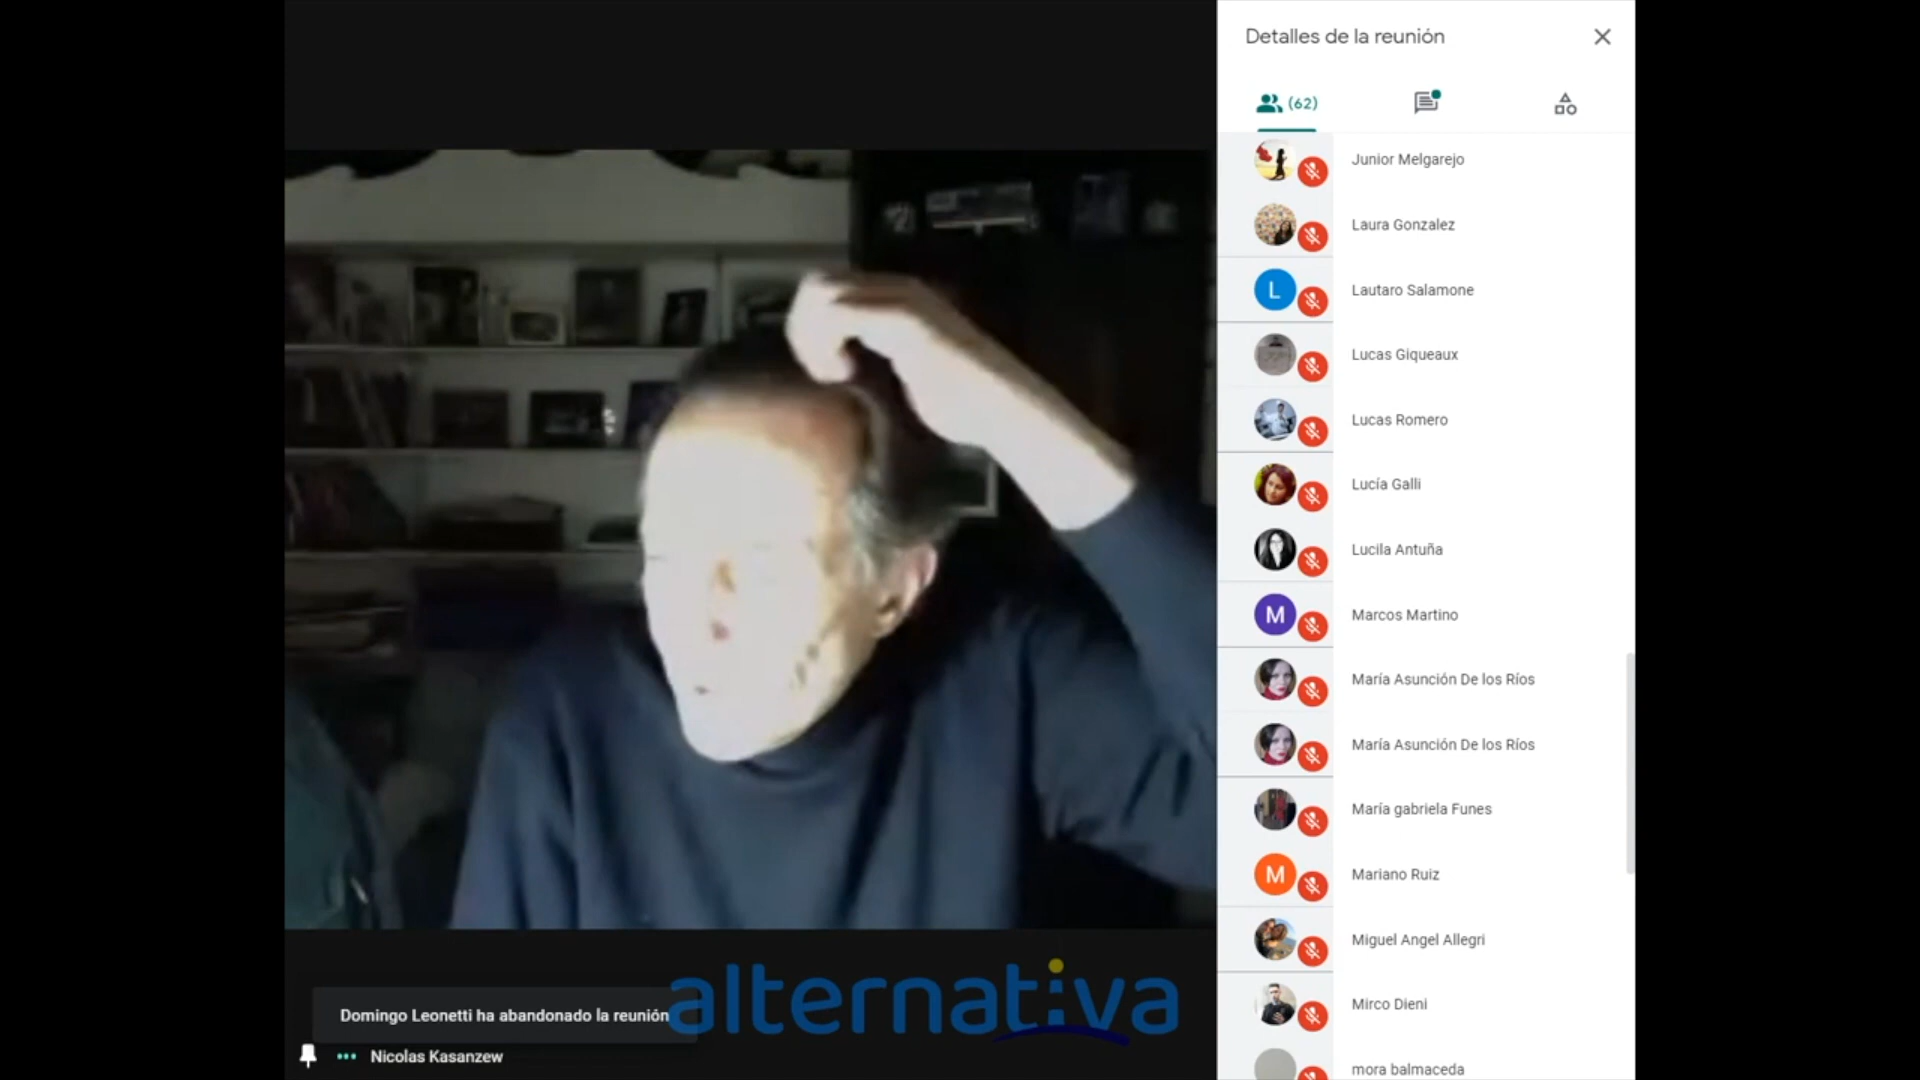 Detalles de la reunión
(62)
Junior Melgarejo
Laura Gonzalez
L
Lautaro Salamone
Lucas Giqueaux
Lucas Romero
Lucía Galli
Lucila Antuña
M
Marcos Martino
María Asunción De los Ríos
María Asunción De los Ríos
María gabriela Funes
M
Mariano Ruiz
Miguel Angel Allegri
Mirco Dieni
mora balmaceda
alternativa
Domingo Leonetti ha abandonado la reunión
Nicolas Kasanzew